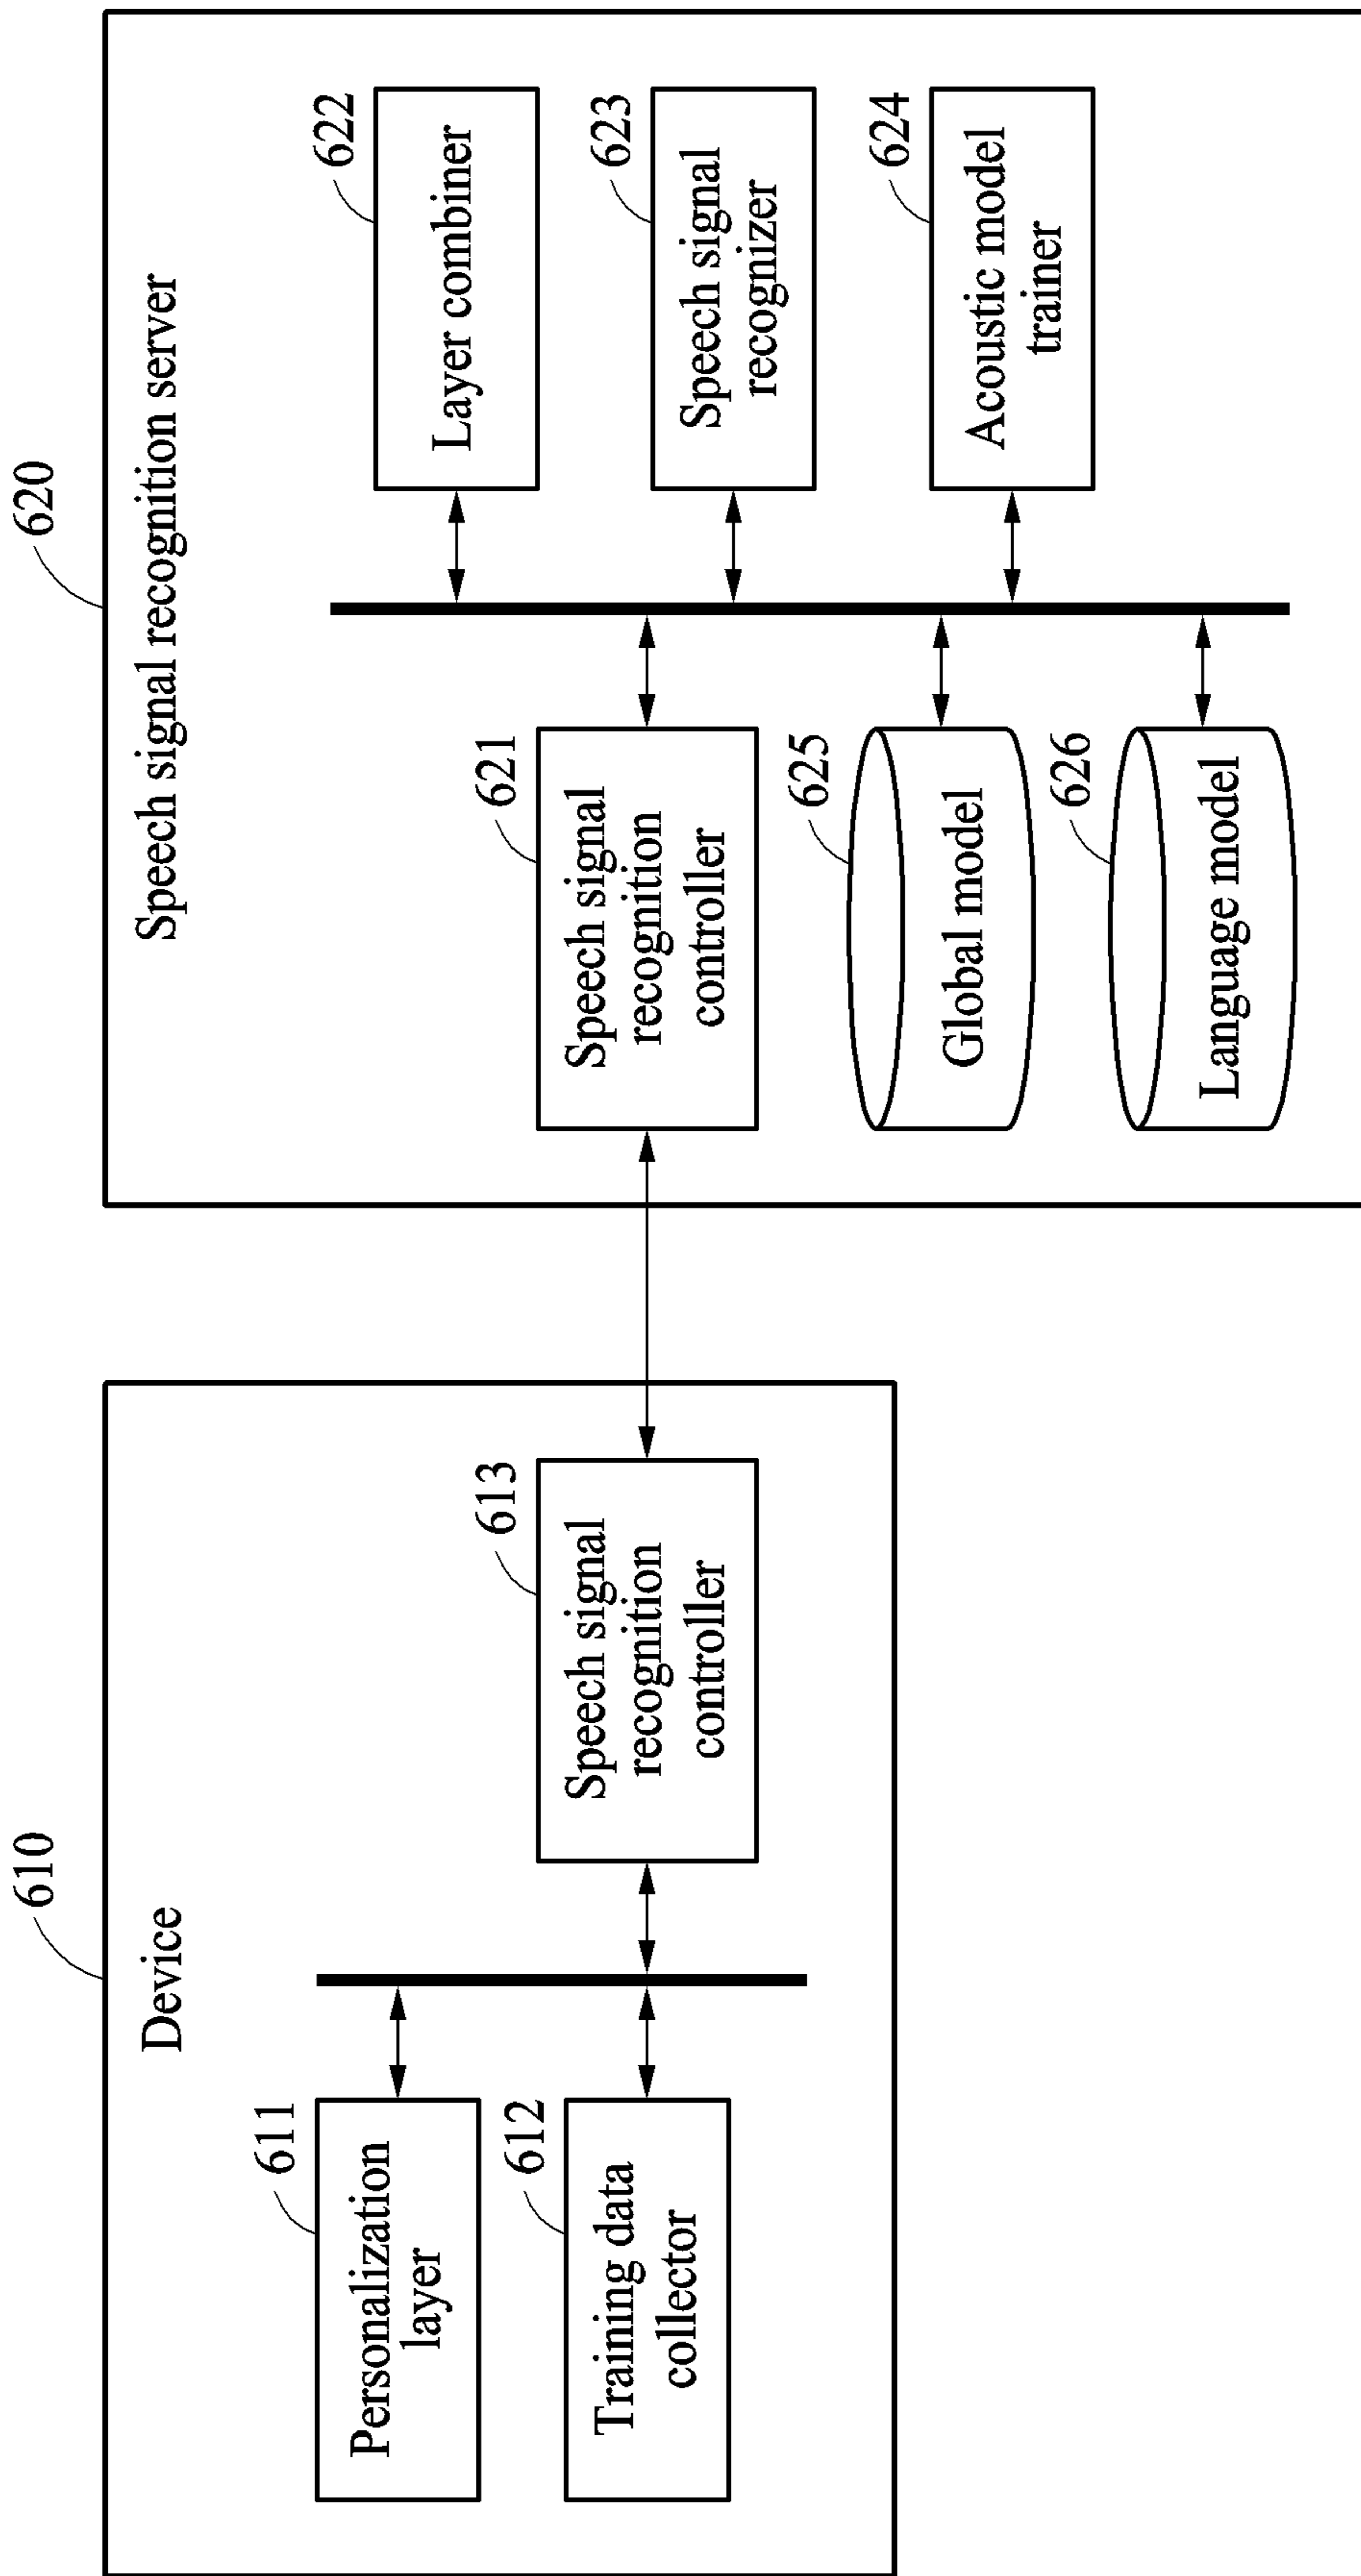 610
Device
611
Personalization
layer
612
Training data
collector
613
Speech signal
recognition
controller
620
Speech signal recognition server
621
Speech signal
recognition
controller
625
Global model
626
Language model
622
Layer combiner
623
Speech signal
recognizer
624
Acoustic model
trainer